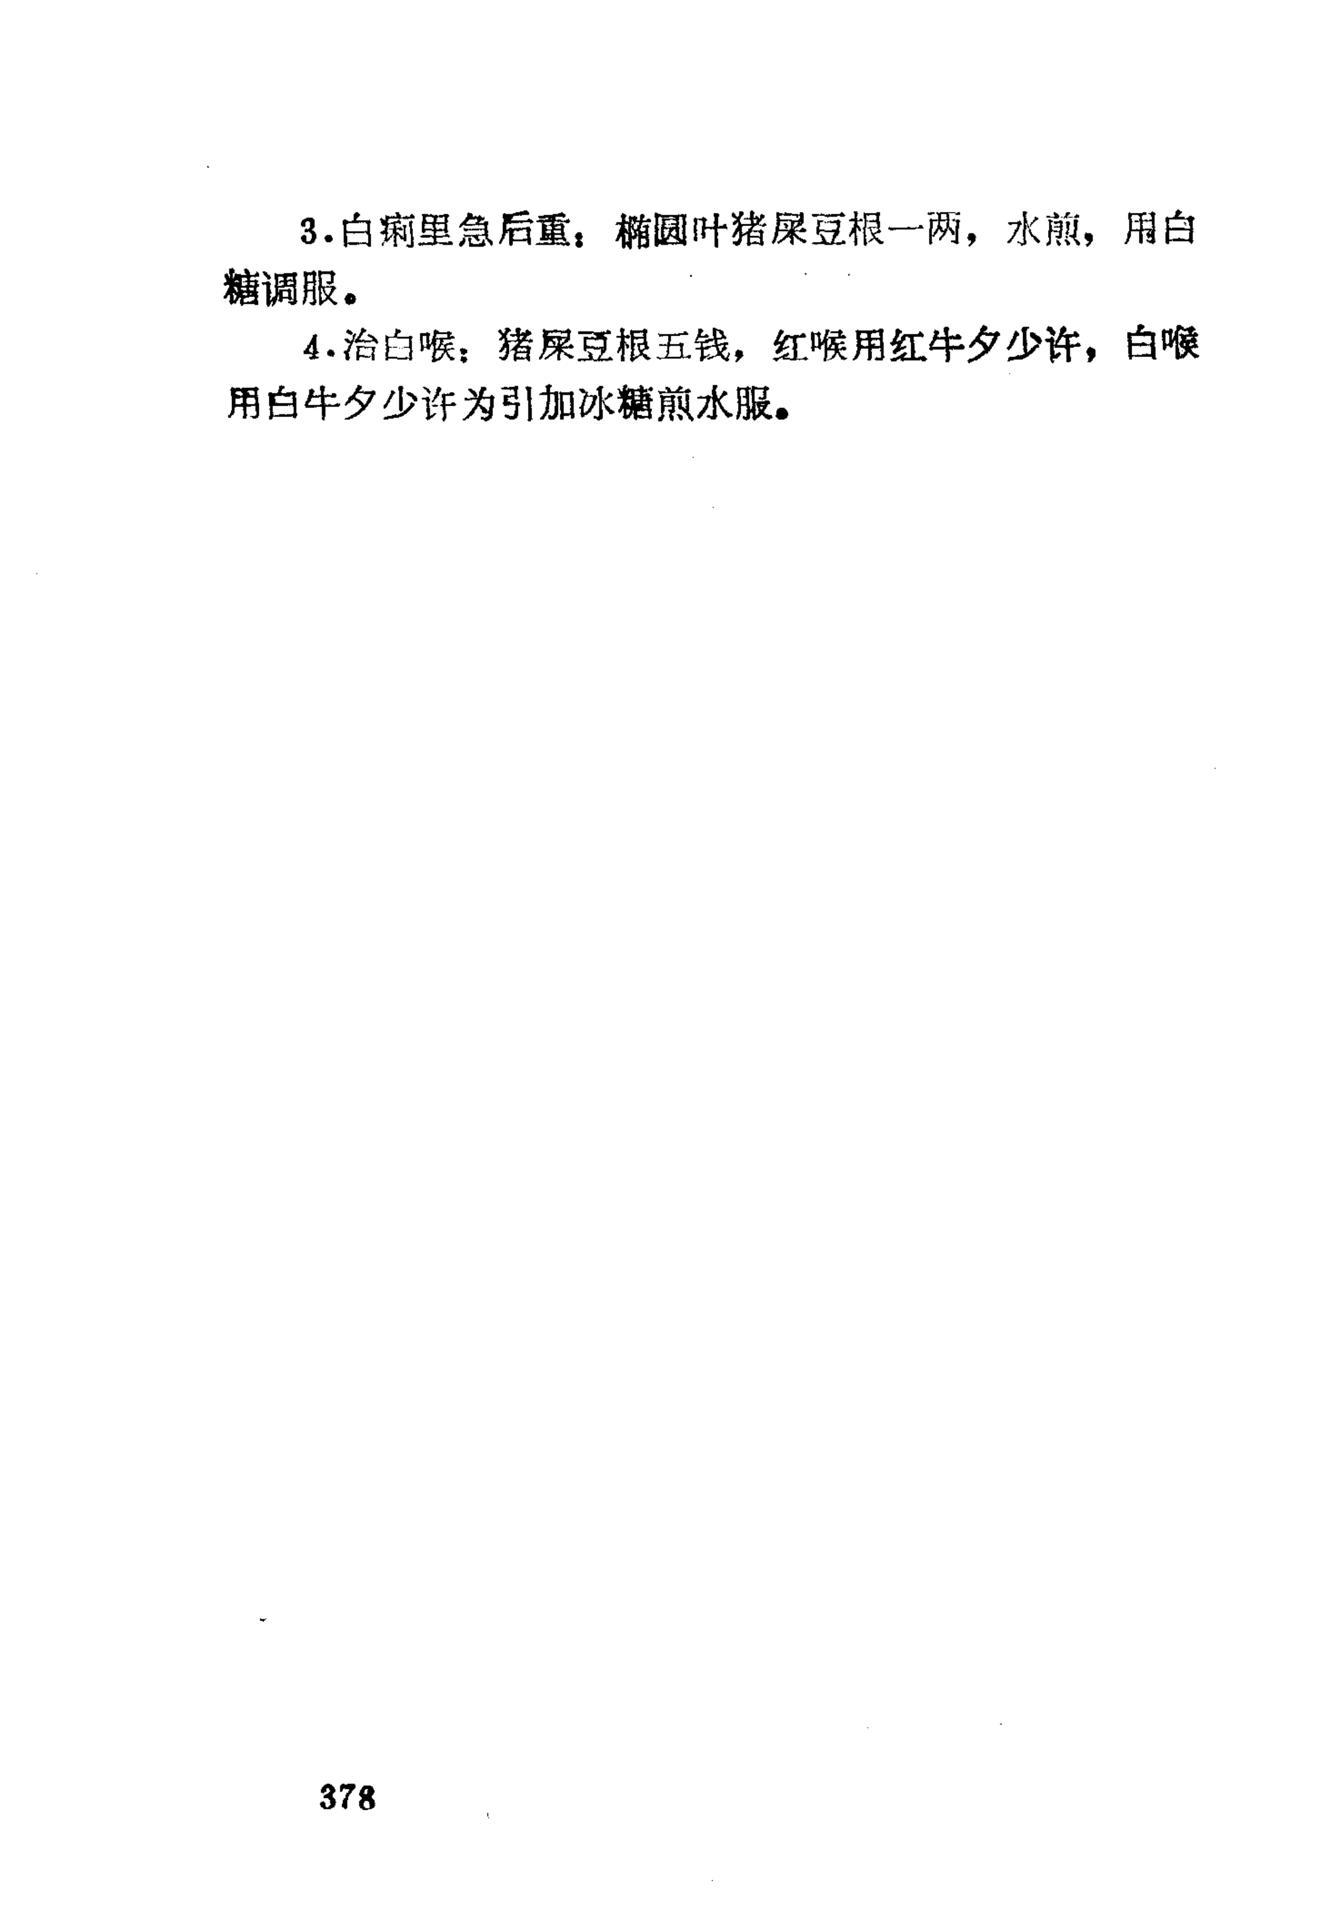 3.白痢里急后重：椭圆叶猪屎豆根一两，水煎，用白
糖调服。
4.治白喉：猪屎豆根五钱，红喉用红牛夕少许，白喉
用白牛夕少许为引加冰糖煎水服。
378